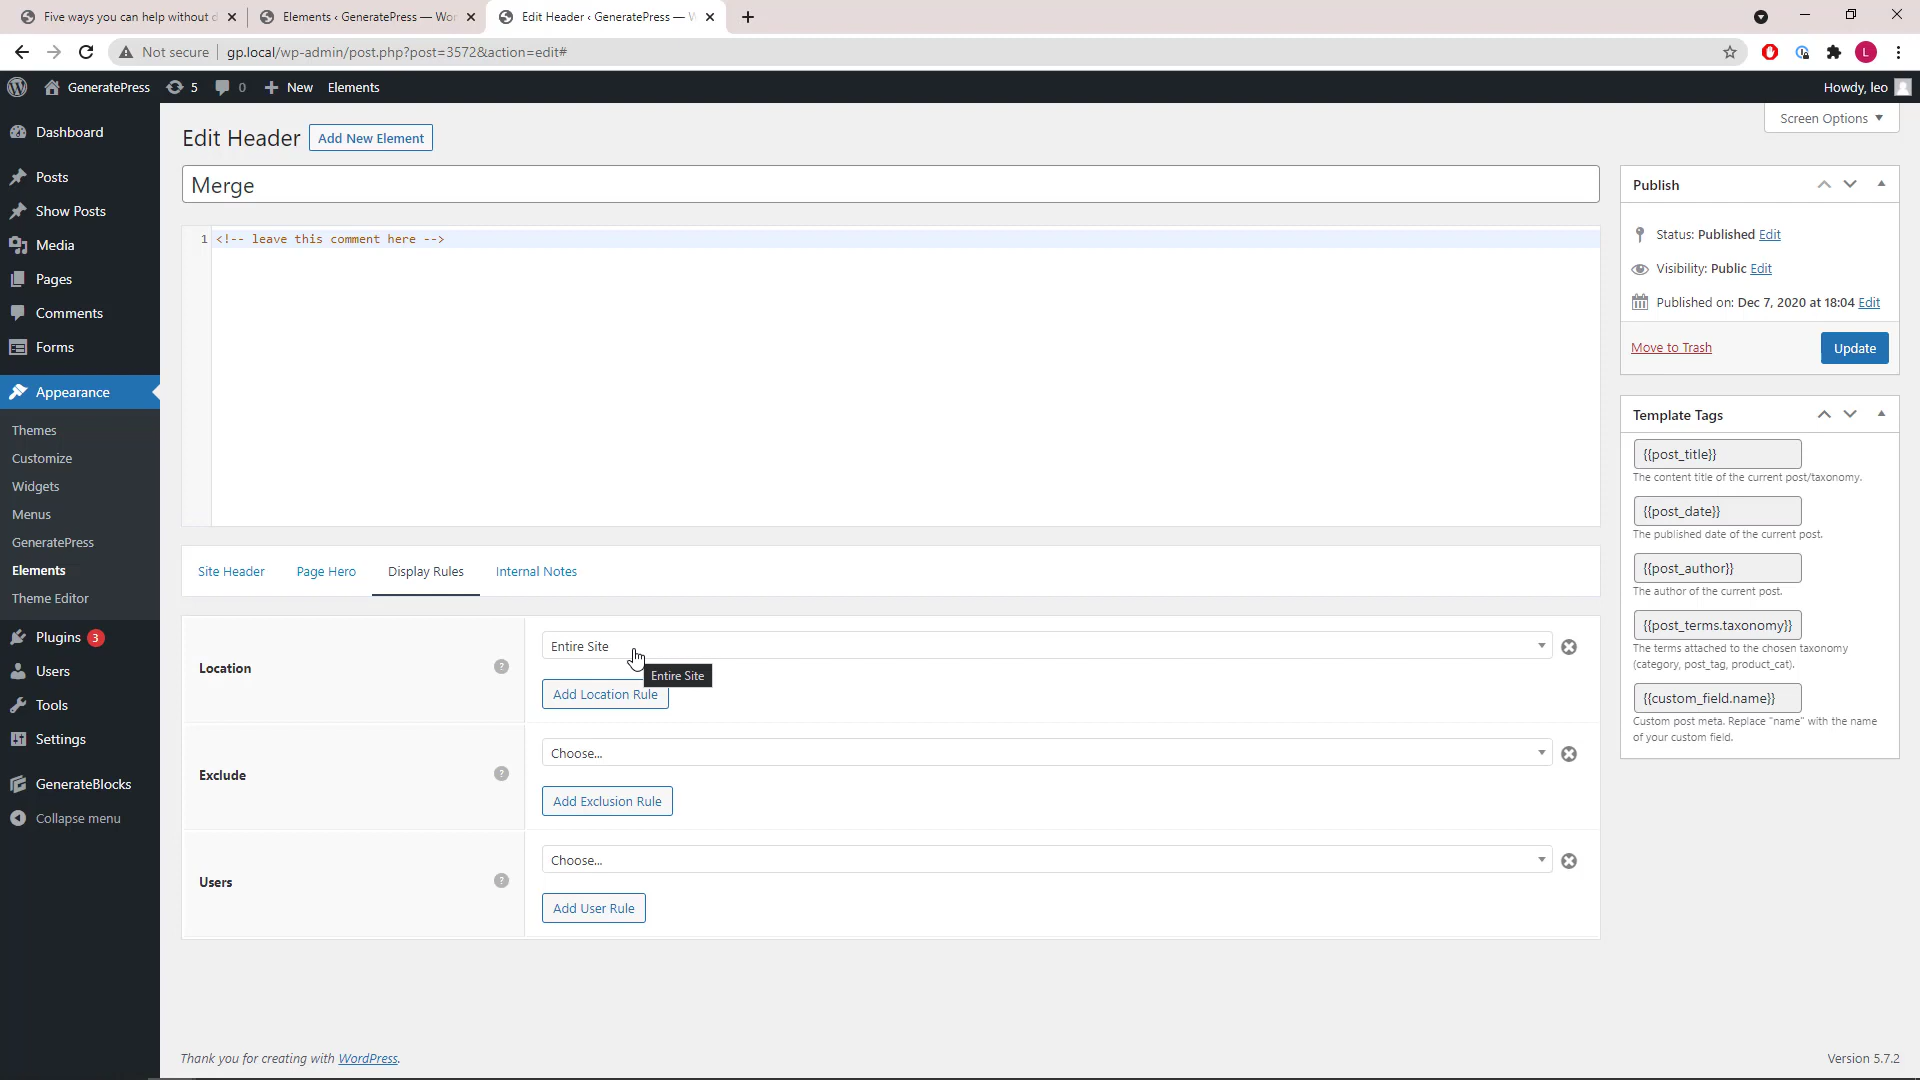 Five ways you can help without d
Elements ‹ GeneratePress — Wor
Edit Header ‹ GeneratePress — W
Not secure
gp.local/wp-admin/post.php?post=3572&action=edit#
L
GeneratePress
5
0
New
Elements
Howdy, leo
Screen Options
Dashboard
Posts
Show Posts
Media
Pages
Comments
Forms
Appearance
Themes
Customize
Widgets
Menus
GeneratePress
Elements
Theme Editor
Plugins 3
Users
Tools
Settings
GenerateBlocks
Collapse menu
Edit Header
Add New Element
Merge
1
<!-- leave this comment here -->
Site Header
Page Hero
Display Rules
Internal Notes
Location
?
Entire Site
Entire Site
Add Location Rule
Exclude
?
Choose...
Add Exclusion Rule
Users
?
Choose...
Add User Rule
Publish
Status: Published Edit
Visibility: Public Edit
Published on: Dec 7, 2020 at 18:04 Edit
Move to Trash
Update
Template Tags
{{post_title}}
The content title of the current post/taxonomy.
{{post_date}}
The published date of the current post.
{{post_author}}
The author of the current post.
{{post_terms.taxonomy}}
The terms attached to the chosen taxonomy
(category, post_tag, product_cat).
{{custom_field.name}}
Custom post meta. Replace "name" with the name
of your custom field.
Thank you for creating with WordPress.
Version 5.7.2